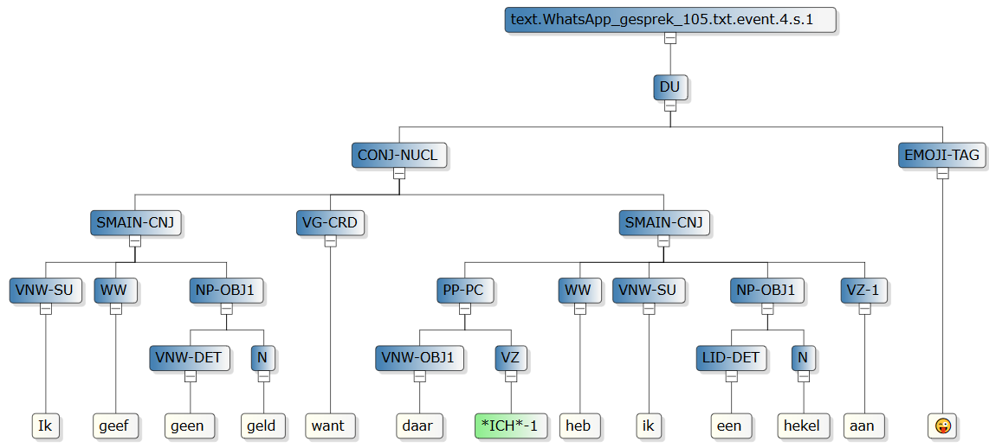 text.WhatsApp_gesprek_105.txt.event.4.s.1
DU
CONJ-NUCL EMOJI-TAG
SMAIN-CNJ VG-CRD SMAIN-CNJ
VNW-SU WW NP-OBJ1 PP-PC WW VNW-SU NP-OBJ1 VZ-1
VNW-DET N VNW-OBJ1 VZ LID-DET N
Ik geef geen geld want daar *ICH*-1 heb ik een hekel aan 😜